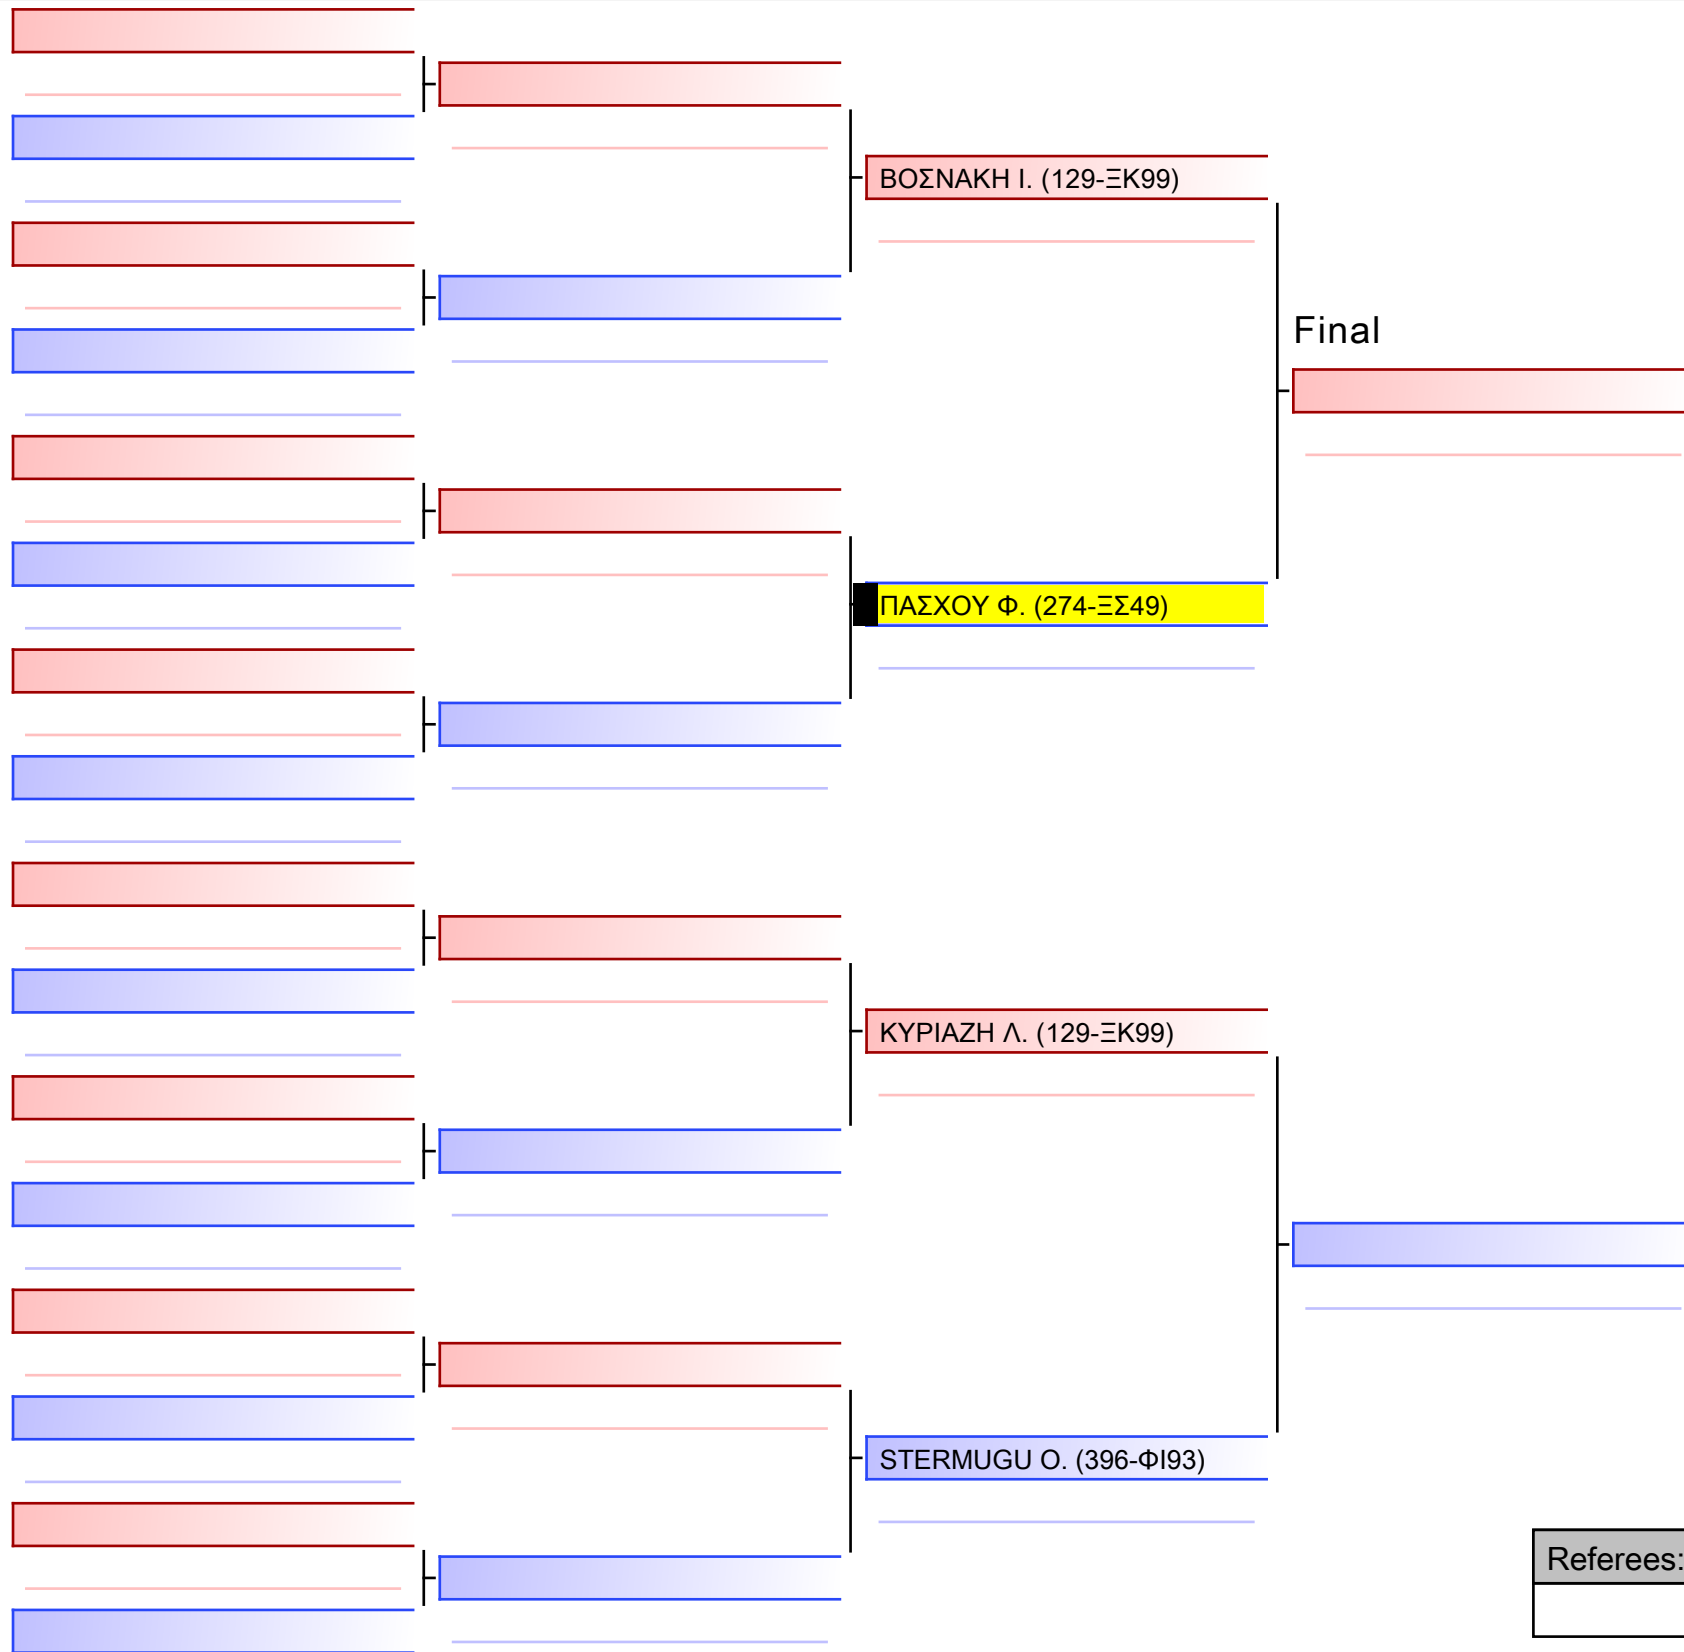 ΒΟΣΝΑΚΗ Ι. (129-ΞΚ99)
Final
ΠΑΣΧΟΥ Φ. (274-ΞΣ49)
ΚΥΡΙΑΖΗ Λ. (129-ΞΚ99)
STERMUGU O. (396-ΦΙ93)
Referees: